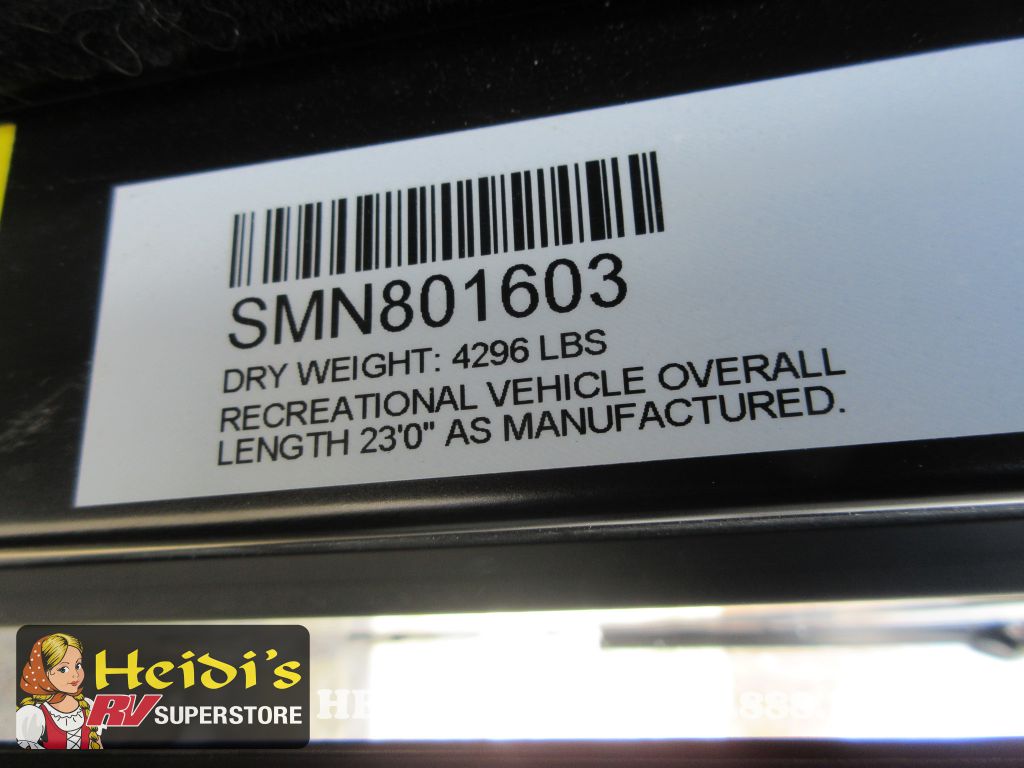 SMN801603
DRY WEIGHT: 4296 LBS
RECREATIONAL VEHICLE OVERALL
LENGTH 23'0" AS MANUFACTURED.
Heidi's
RV SUPERSTORE